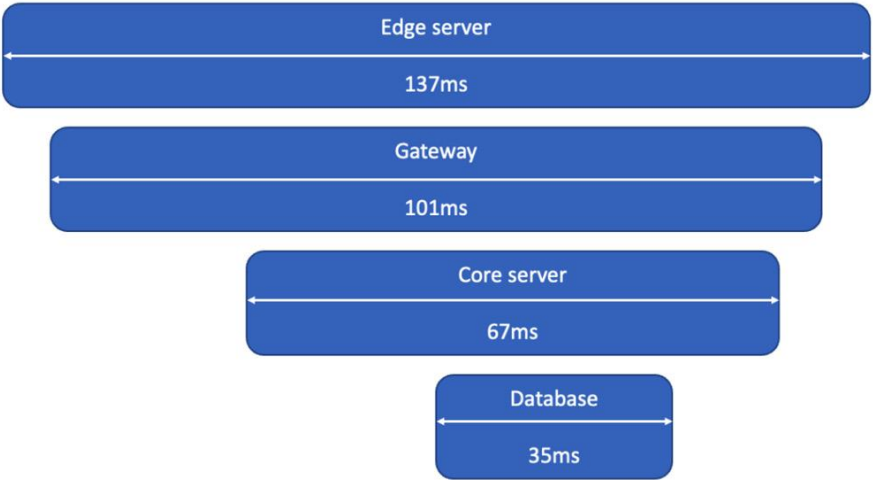 Edge server
137ms
Gateway
101ms
Core server
67ms
Database
35ms